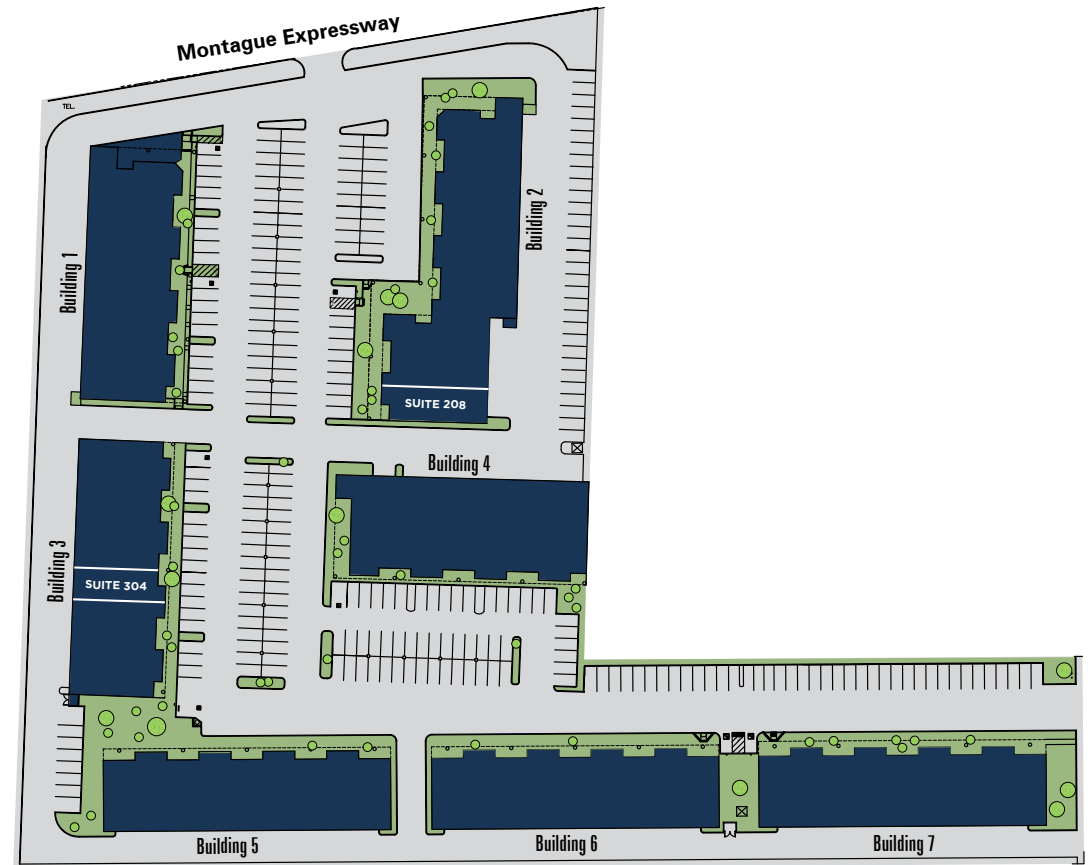 Montague Expressway
TEL.
Building 1
Building 2
SUITE 208
Building 4
Building 3
SUITE 304
Building 5
Building 6
Building 7